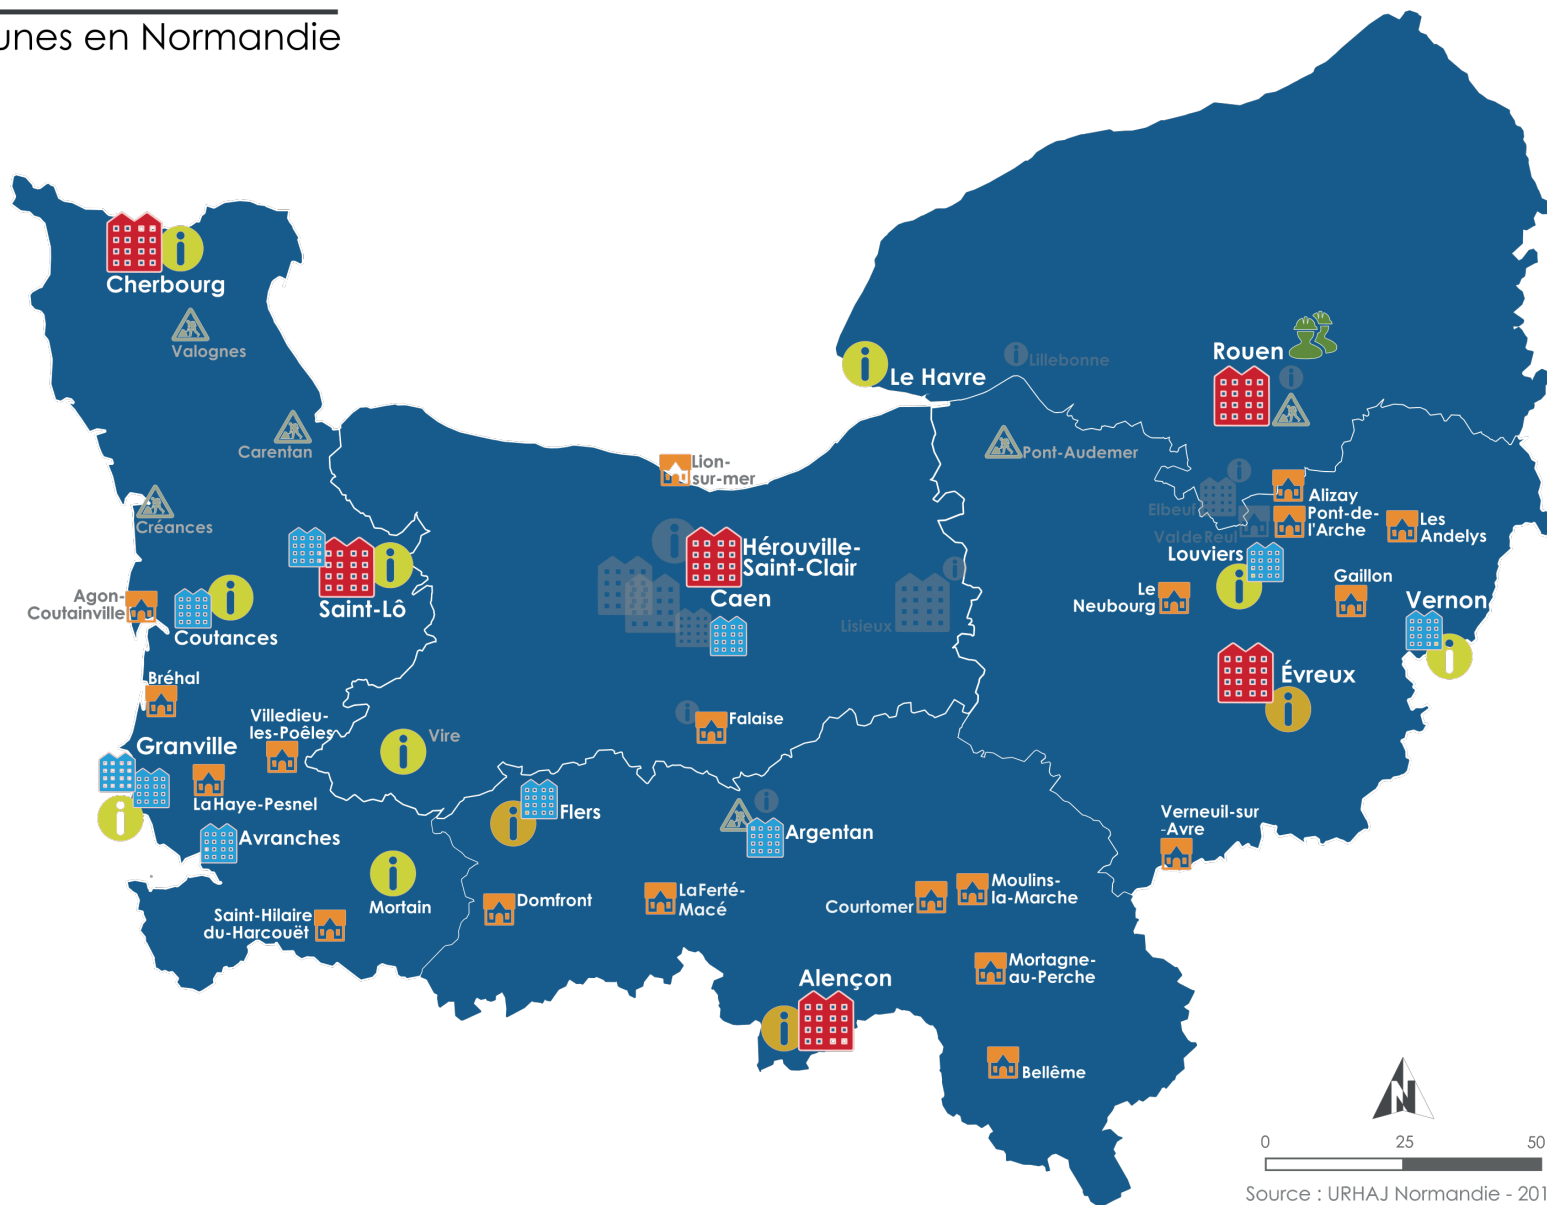 unes en Normandie
Cherbourg
Valognes
Carentan
Créances
Agon-
Coutainville
Coutances
Saint-Lô
Bréhal
Villedieu-
les-Poêles
Granville
La Haye-Pesnel
Avranches
Vire
Mortain
Saint-Hilaire
du-Harcouët
Lion-
sur-mer
Hérouville-
Saint-Clair
Caen
Lisieux
Falaise
Flers
Argentan
Domfront
La Ferté-
Macé
Courtomer
Moulins-
la-Marche
Mortagne-
au-Perche
Alençon
Bellême
Le Havre
Lillebonne
Rouen
Pont-Audemer
Elbeuf
Val de Reuil
Alizay
Pont-de-
l'Arche
Les
Andelys
Louviers
Le
Neubourg
Gaillon
Vernon
Évreux
Verneuil-sur
-Avre
N
0 25 50
Source : URHAJ Normandie - 201